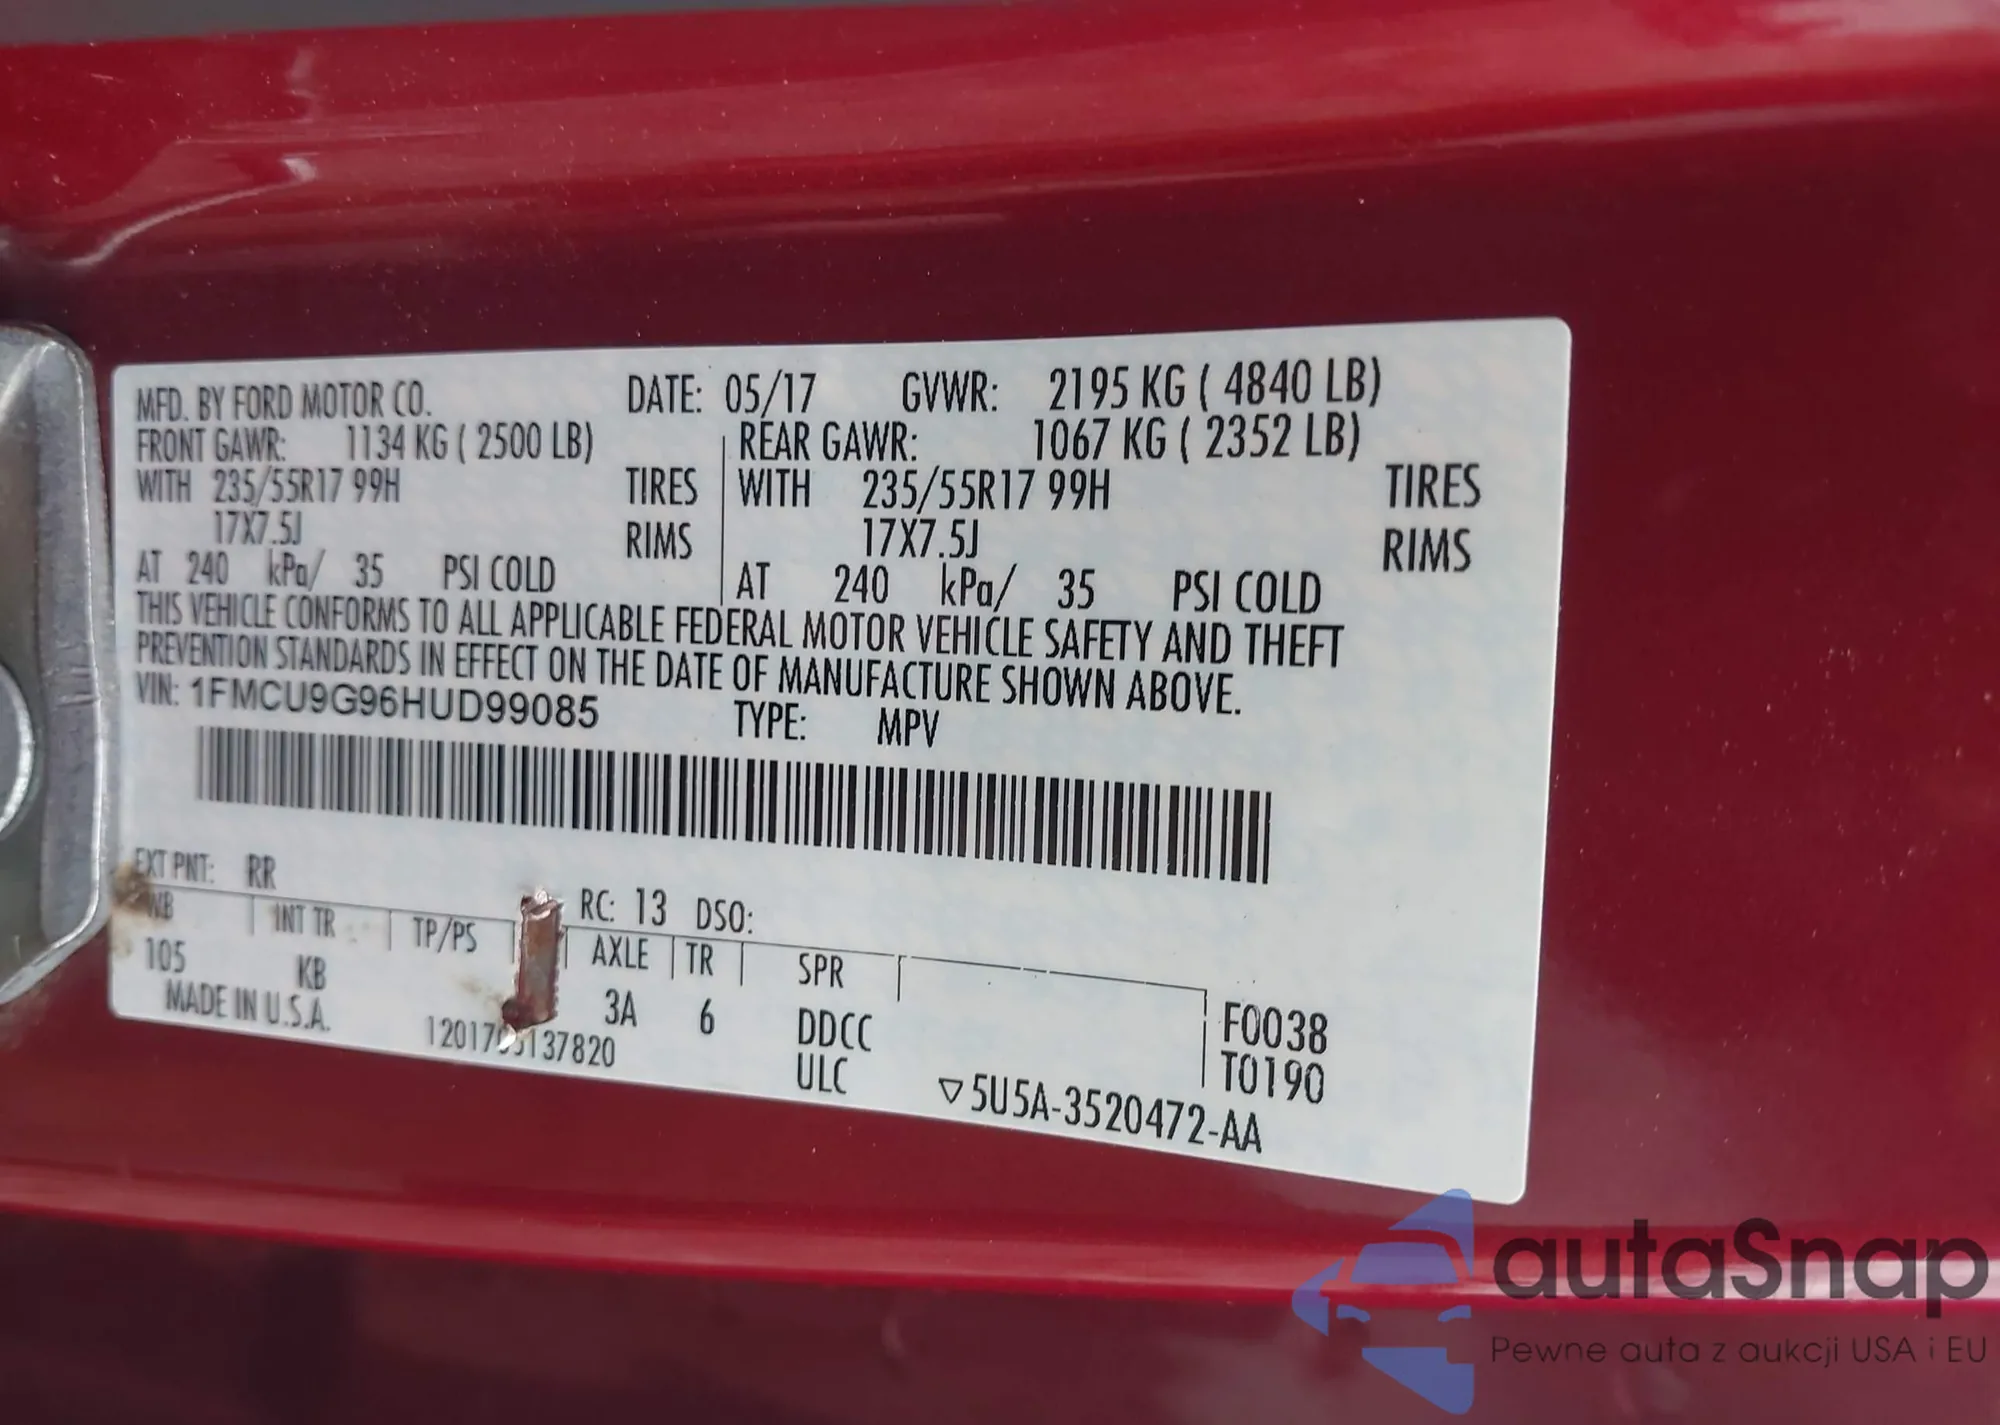 MFD. BY FORD MOTOR CO. DATE: 05/17 GVWR: 2195 KG ( 4840 LB)
FRONT GAWR: 1134 KG ( 2500 LB) REAR GAWR: 1067 KG ( 2352 LB)
WITH 235/55R17 99H TIRES WITH 235/55R17 99H TIRES
17X7.5J RIMS 17X7.5J RIMS
AT 240 kPa/ 35 PSI COLD AT 240 kPa/ 35 PSI COLD
THIS VEHICLE CONFORMS TO ALL APPLICABLE FEDERAL MOTOR VEHICLE SAFETY AND THEFT
PREVENTION STANDARDS IN EFFECT ON THE DATE OF MANUFACTURE SHOWN ABOVE.
VIN: 1FMCU9G96HUD99085 TYPE: MPV
EXT PNT: RR RC: 13 DSO:
WB INT TR TP/PS AXLE TR SPR
105 KB 3A 6 DDCC F0038
MADE IN U.S.A. ULC T0190
▽5U5A-3520472-AA
autaSnap
Pewne auta z aukcji USA i EU